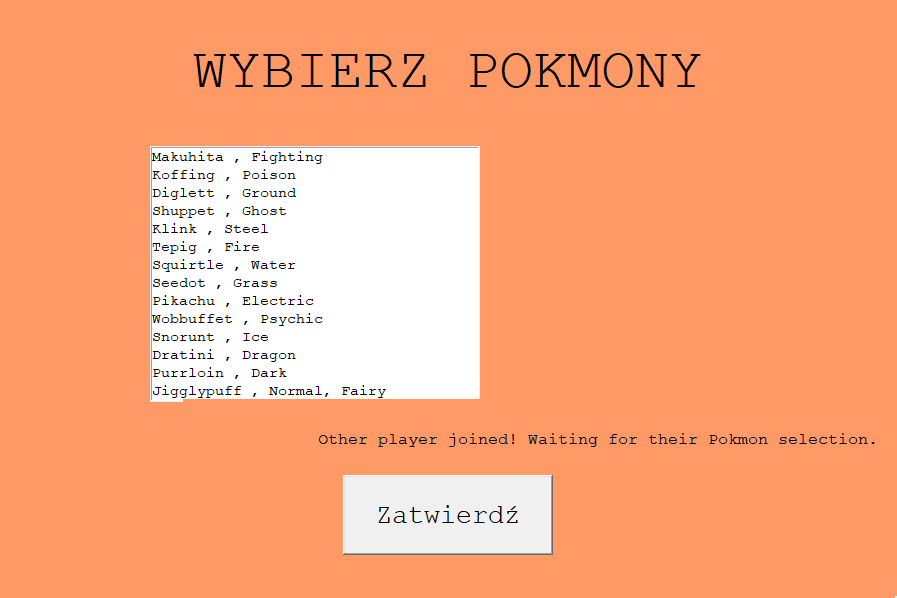 WYBIERZ POKMONY
Makuhita , Fighting
Koffing , Poison
Diglett , Ground
Shuppet , Ghost
Klink , Steel
Tepig , Fire
Squirtle , Water
Seedot , Grass
Pikachu , Electric
Wobbuffet , Psychic
Snorunt , Ice
Dratini , Dragon
Purrloin , Dark
Jigglypuff , Normal, Fairy
Other player joined! Waiting for their Pokmon selection.
Zatwierdź